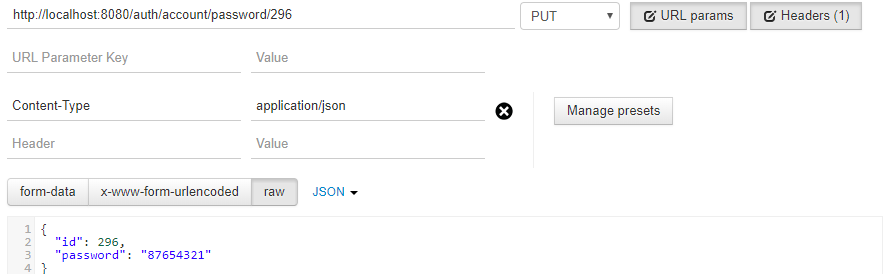 http://localhost:8080/auth/account/password/296 PUT URL params Headers (1)
URL Parameter Key Value
Content-Type application/json Manage presets
Header Value
form-data x-www-form-urlencoded raw JSON
1 {
2 "id": 296,
3 "password": "87654321"
4 }